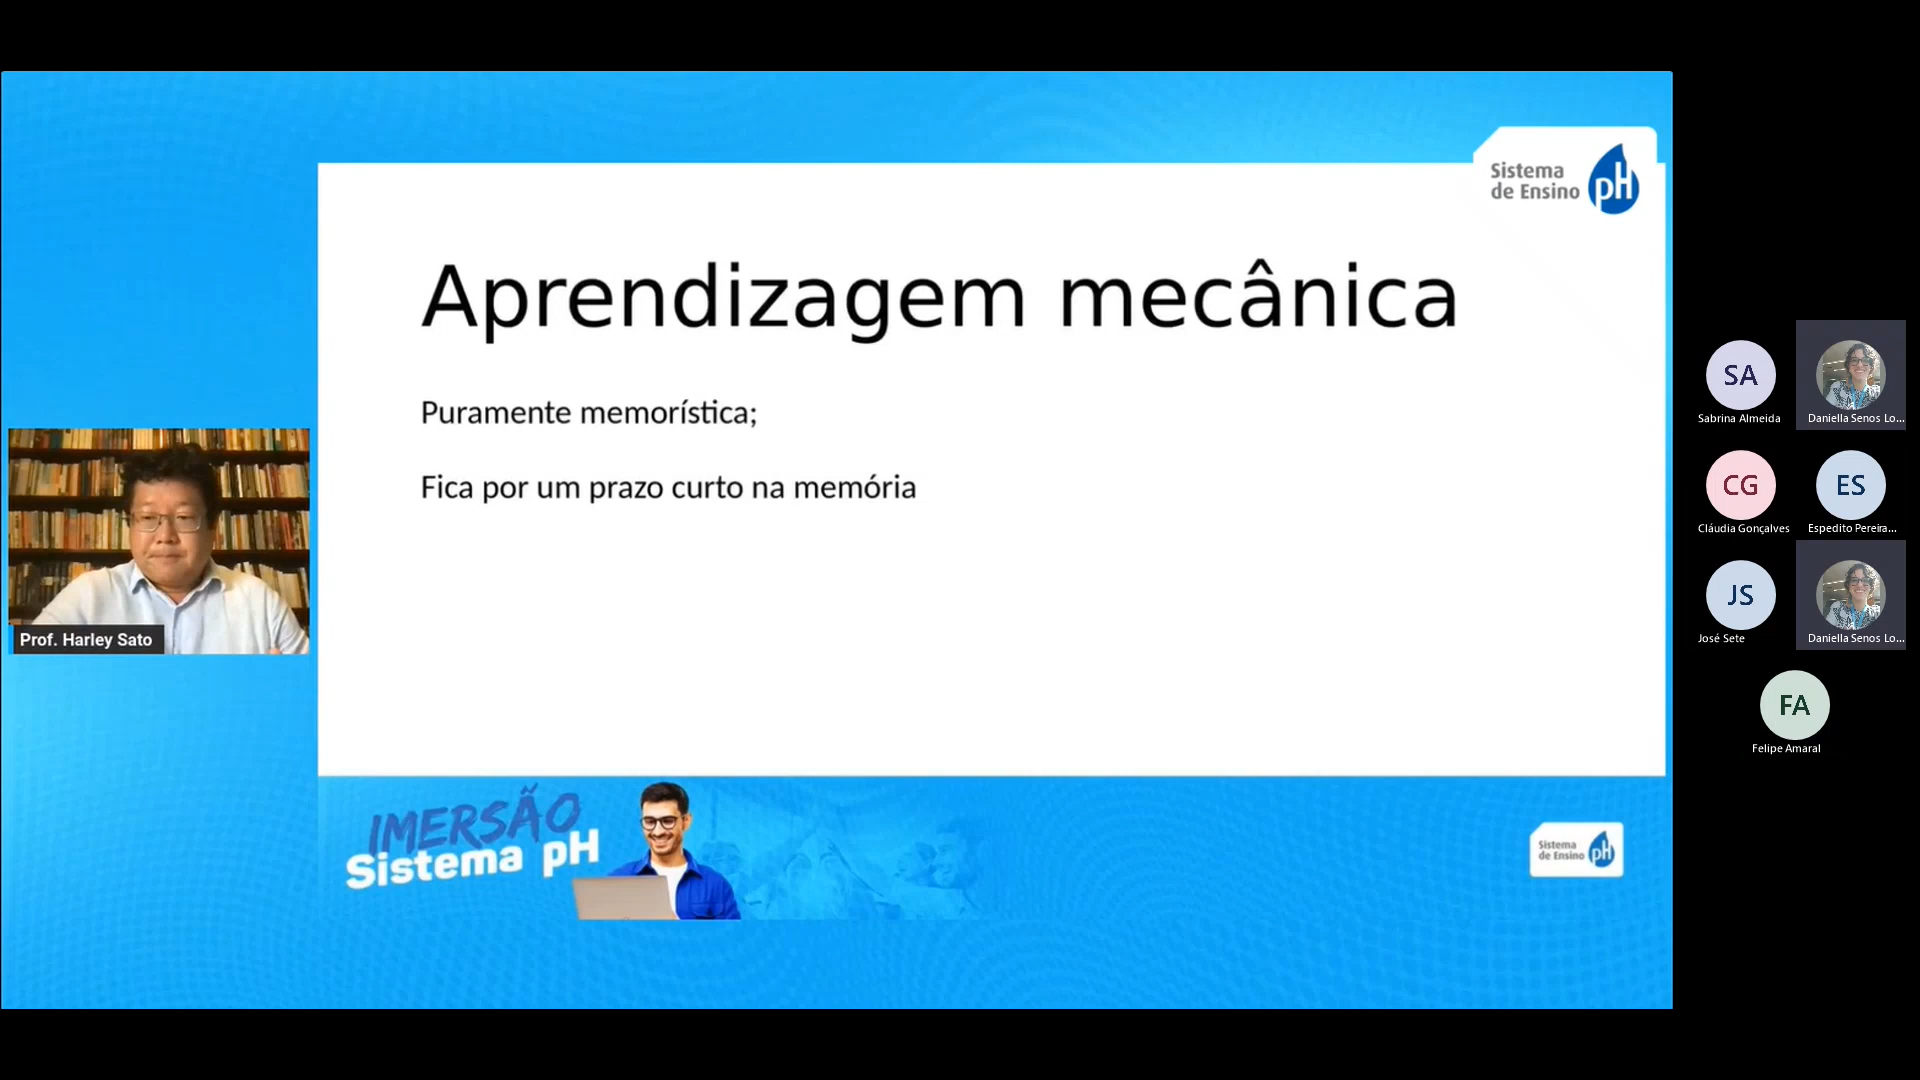 Sistema
de Ensino pH
Aprendizagem mecânica
Puramente memorística;
Fica por um prazo curto na memória
Prof. Harley Sato
IMERSÃO
Sistema pH
Sistema
de Ensino pH
SA
Sabrina Almeida
Daniella Senos Lo...
CG
Cláudia Gonçalves
ES
Espedito Pereira...
JS
José Sete
Daniella Senos Lo...
FA
Felipe Amaral